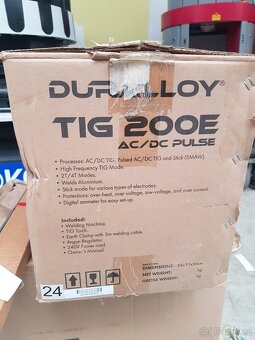 DURALLOY®
TIG 200E
AC/DC PULSE
• Processes: AC/DC TIG, Pulsed AC/DC TIG and Stick (SMAW).
• High Frequency TIG Mode.
• 2T/4T Modes.
• Welds Aluminium.
• Stick mode for various types of electrodes.
• Protections: over-heat, over voltage, low-voltage, and over current.
• Digital ammeter for easy set-up.
Included:
• Welding Machine
• TIG Torch
• Earth Clamp with 3m welding cable.
• Argon Regulator
• 240V Power cord
• Owner's Manual
DIMENSIONS:
NET WEIGHT: kg
GROSS WEIGHT: kg
24